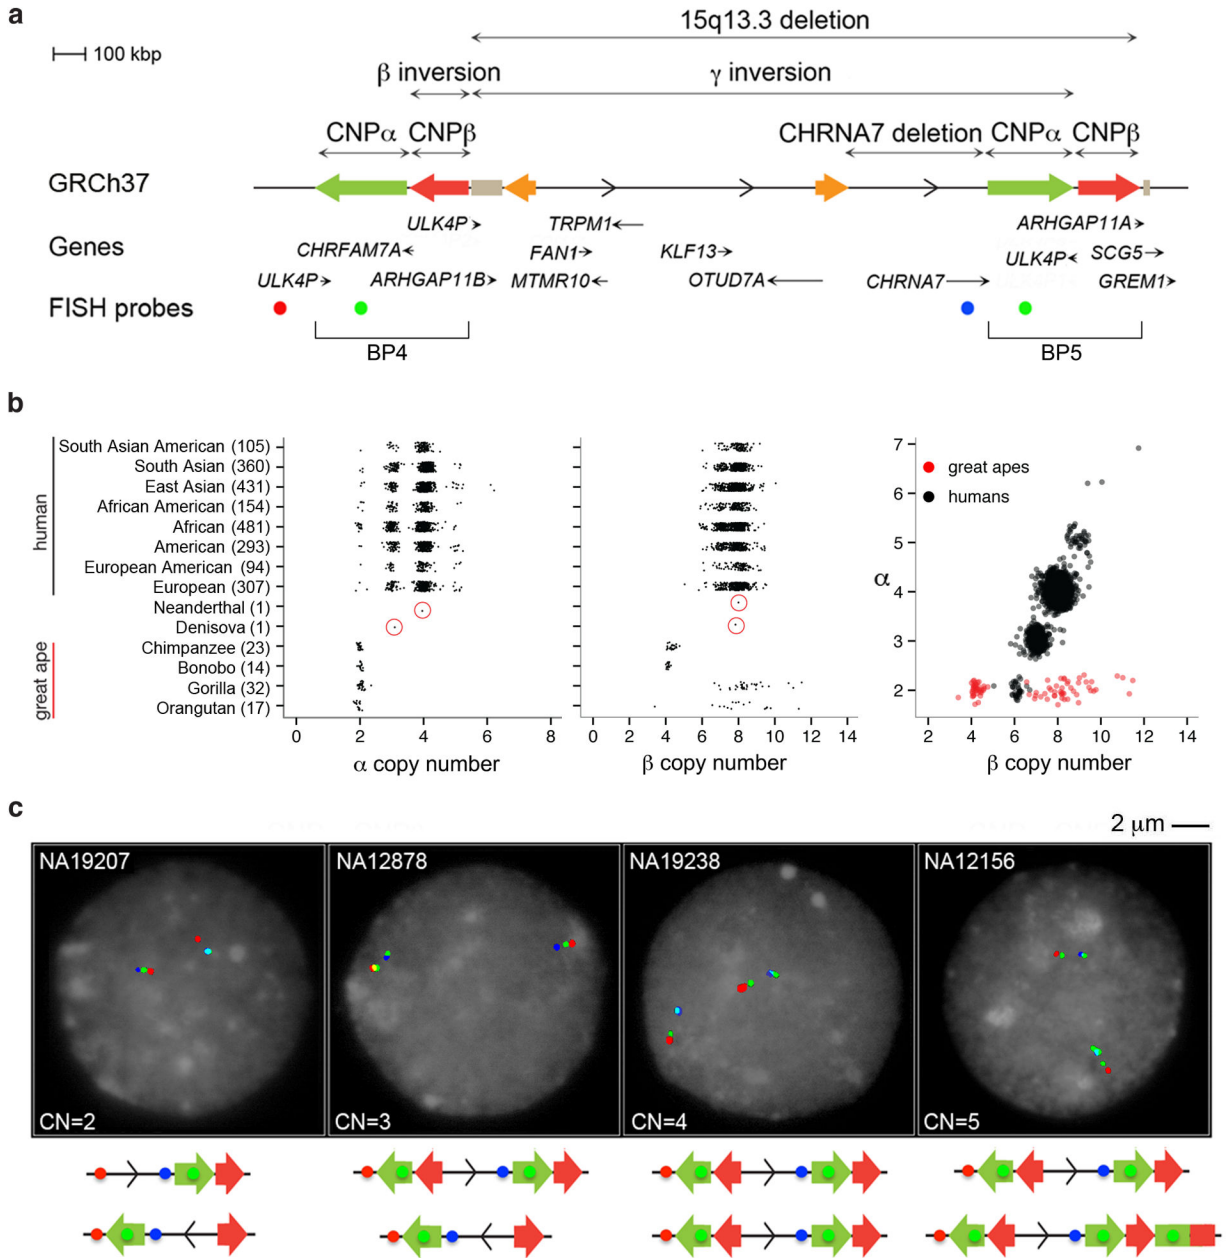 a
15q13.3 deletion
100 kbp
β inversion γ inversion
CNPα CNPβ CHRNA7 deletion CNPα CNPβ
GRCh37
ULK4P TRPM1 ARHGAP11A
Genes CHRFAM7A FAN1 KLF13 ULK4P SCG5
ULK4P ARHGAP11B MTMR10 OTUD7A CHRNA7 GREM1
FISH probes
BP4 BP5
b
human
South Asian American (105)
South Asian (360)
East Asian (431)
African American (154)
African (481)
American (293)
European American (94)
European (307)
Neanderthal (1)
Denisova (1)
great ape
Chimpanzee (23)
Bonobo (14)
Gorilla (32)
Orangutan (17)
0 2 4 6 8
α copy number
0 2 4 6 8 10 12 14
β copy number
great apes
humans
α
7
6
5
4
3
2
2 4 6 8 10 12 14
β copy number
c
2 μm
NA19207 NA12878 NA19238 NA12156
CN=2 CN=3 CN=4 CN=5